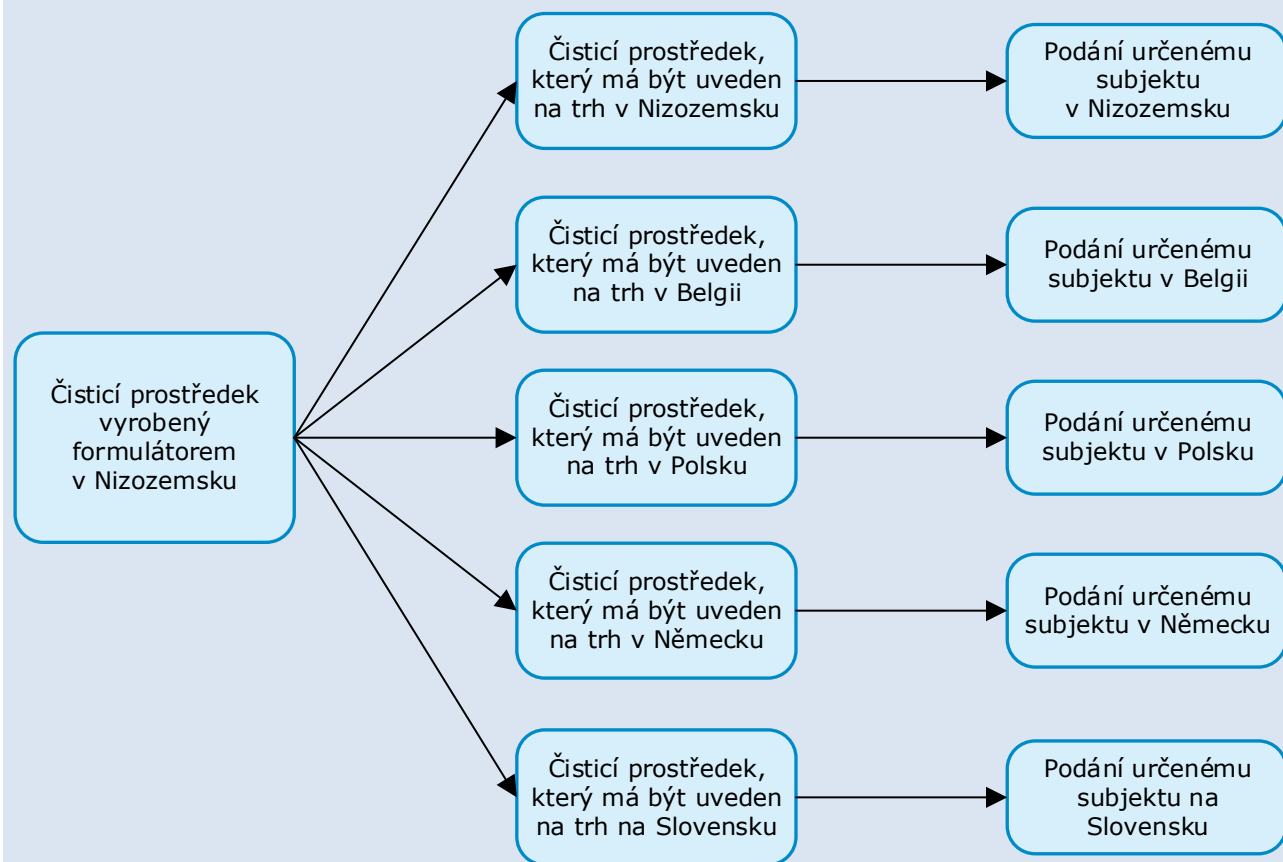 Čisticí prostředek
vyrobený
formulátorem
v Nizozemsku
Čisticí prostředek,
který má být uveden
na trh v Nizozemsku
Podání určenému
subjektu
v Nizozemsku
Čisticí prostředek,
který má být uveden
na trh v Belgii
Podání určenému
subjektu v Belgii
Čisticí prostředek,
který má být uveden
na trh v Polsku
Podání určenému
subjektu v Polsku
Čisticí prostředek,
který má být uveden
na trh v Německu
Podání určenému
subjektu v Německu
Čisticí prostředek,
který má být uveden
na trh na Slovensku
Podání určenému
subjektu na
Slovensku